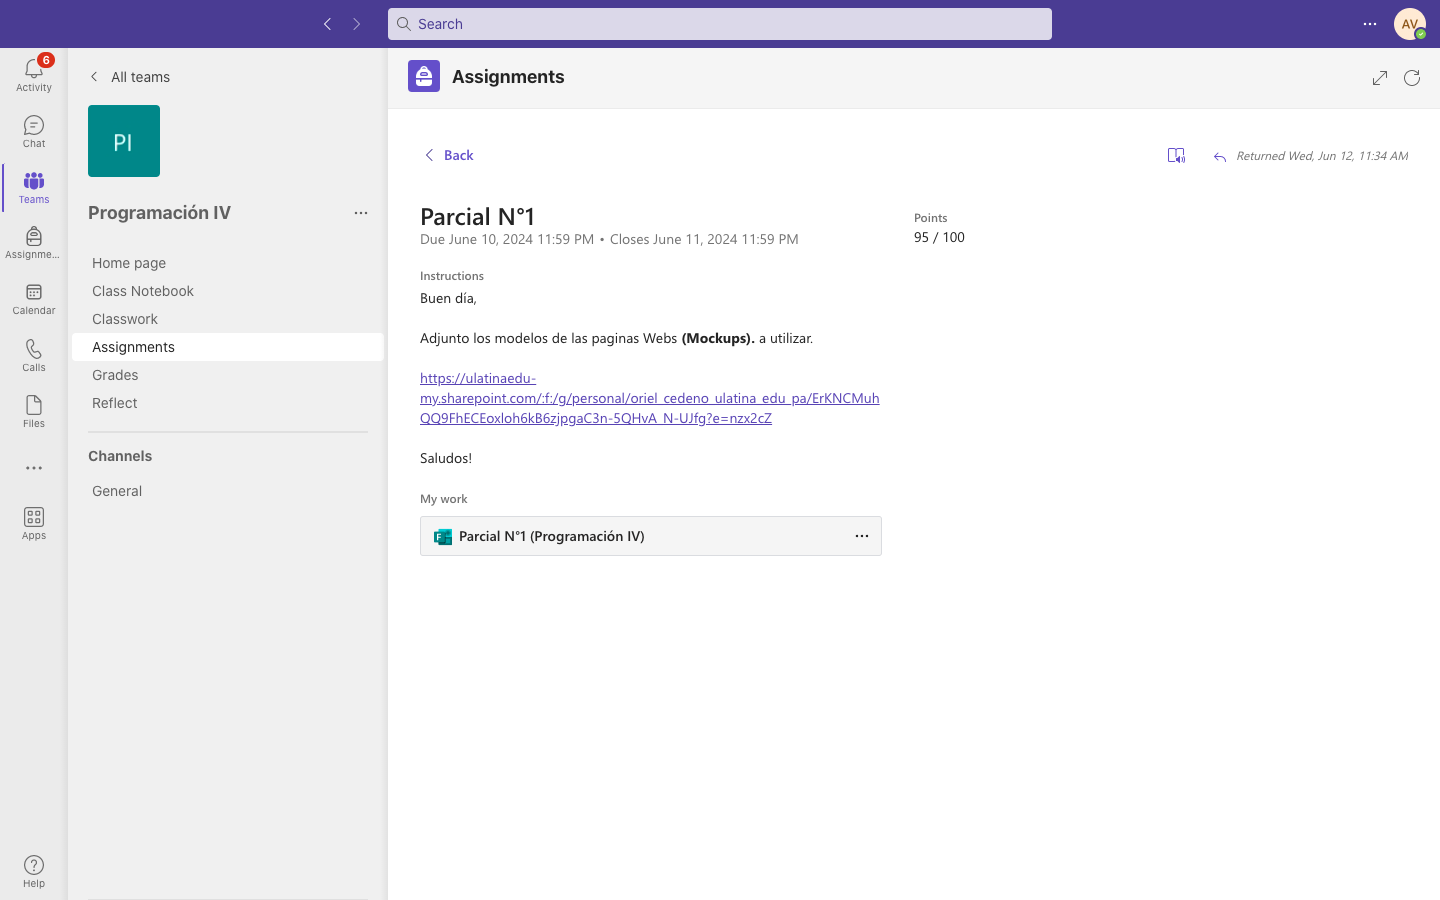 Search
AV
6
Activity
Chat
Teams
Assignme...
Calendar
Calls
Files
Apps
Help
All teams
PI
Programación IV
Home page
Class Notebook
Classwork
Assignments
Grades
Reflect
Channels
General
Assignments
Back
Returned Wed, Jun 12, 11:34 AM
Parcial N°1
Due June 10, 2024 11:59 PM • Closes June 11, 2024 11:59 PM
Points
95 / 100
Instructions
Buen día,
Adjunto los modelos de las paginas Webs (Mockups). a utilizar.
https://ulatinaedu-
my.sharepoint.com/:f:/g/personal/oriel_cedeno_ulatina_edu_pa/ErKNCMuh
QQ9FhECEoxloh6kB6zjpgaC3n-5QHvA_N-UJfg?e=nzx2cZ
Saludos!
My work
Parcial N°1 (Programación IV)